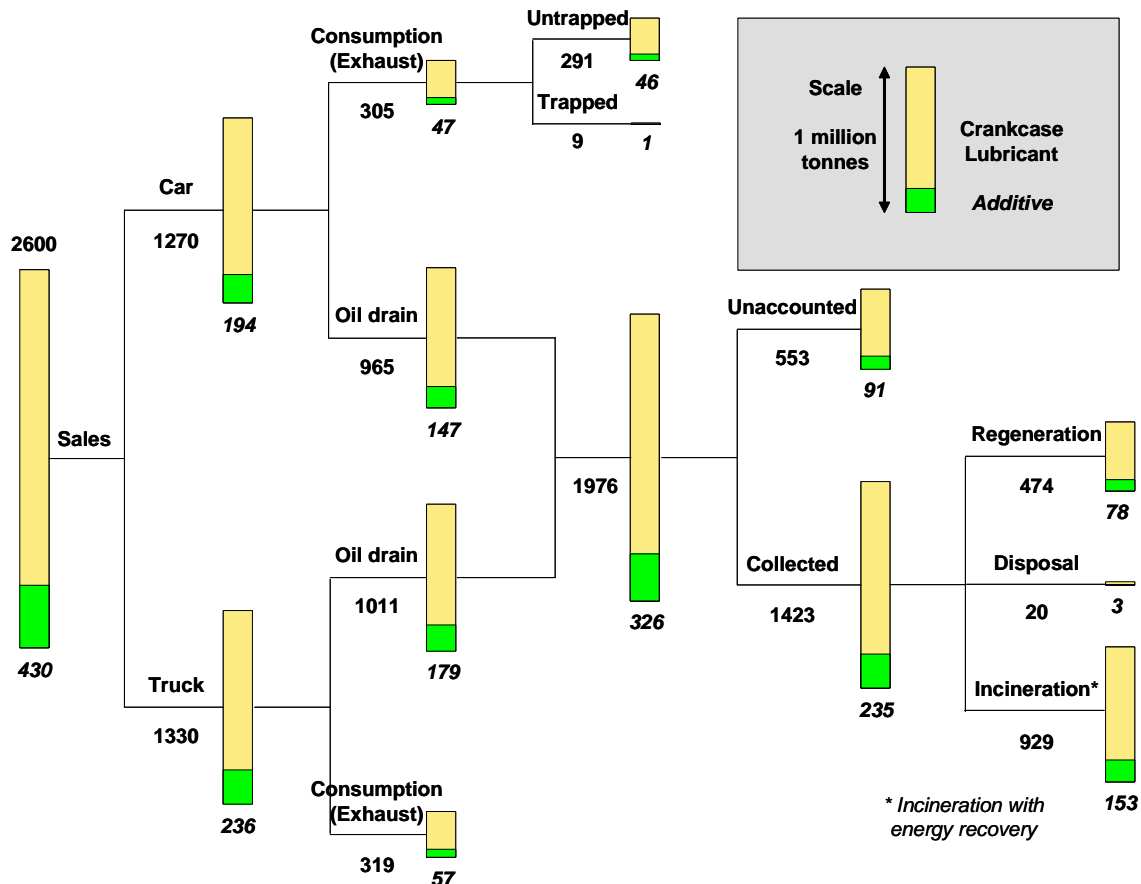 Untrapped
291
46
Trapped
9
1
Consumption
(Exhaust)
305
47
Scale
1 million
tonnes
Crankcase
Lubricant
Additive
Car
1270
194
2600
Sales
430
Oil drain
965
147
Unaccounted
553
91
1976
326
Regeneration
474
78
Oil drain
1011
179
Collected
1423
235
Disposal
20
3
Truck
1330
236
Incineration*
929
153
Consumption
(Exhaust)
319
57
* Incineration with
energy recovery